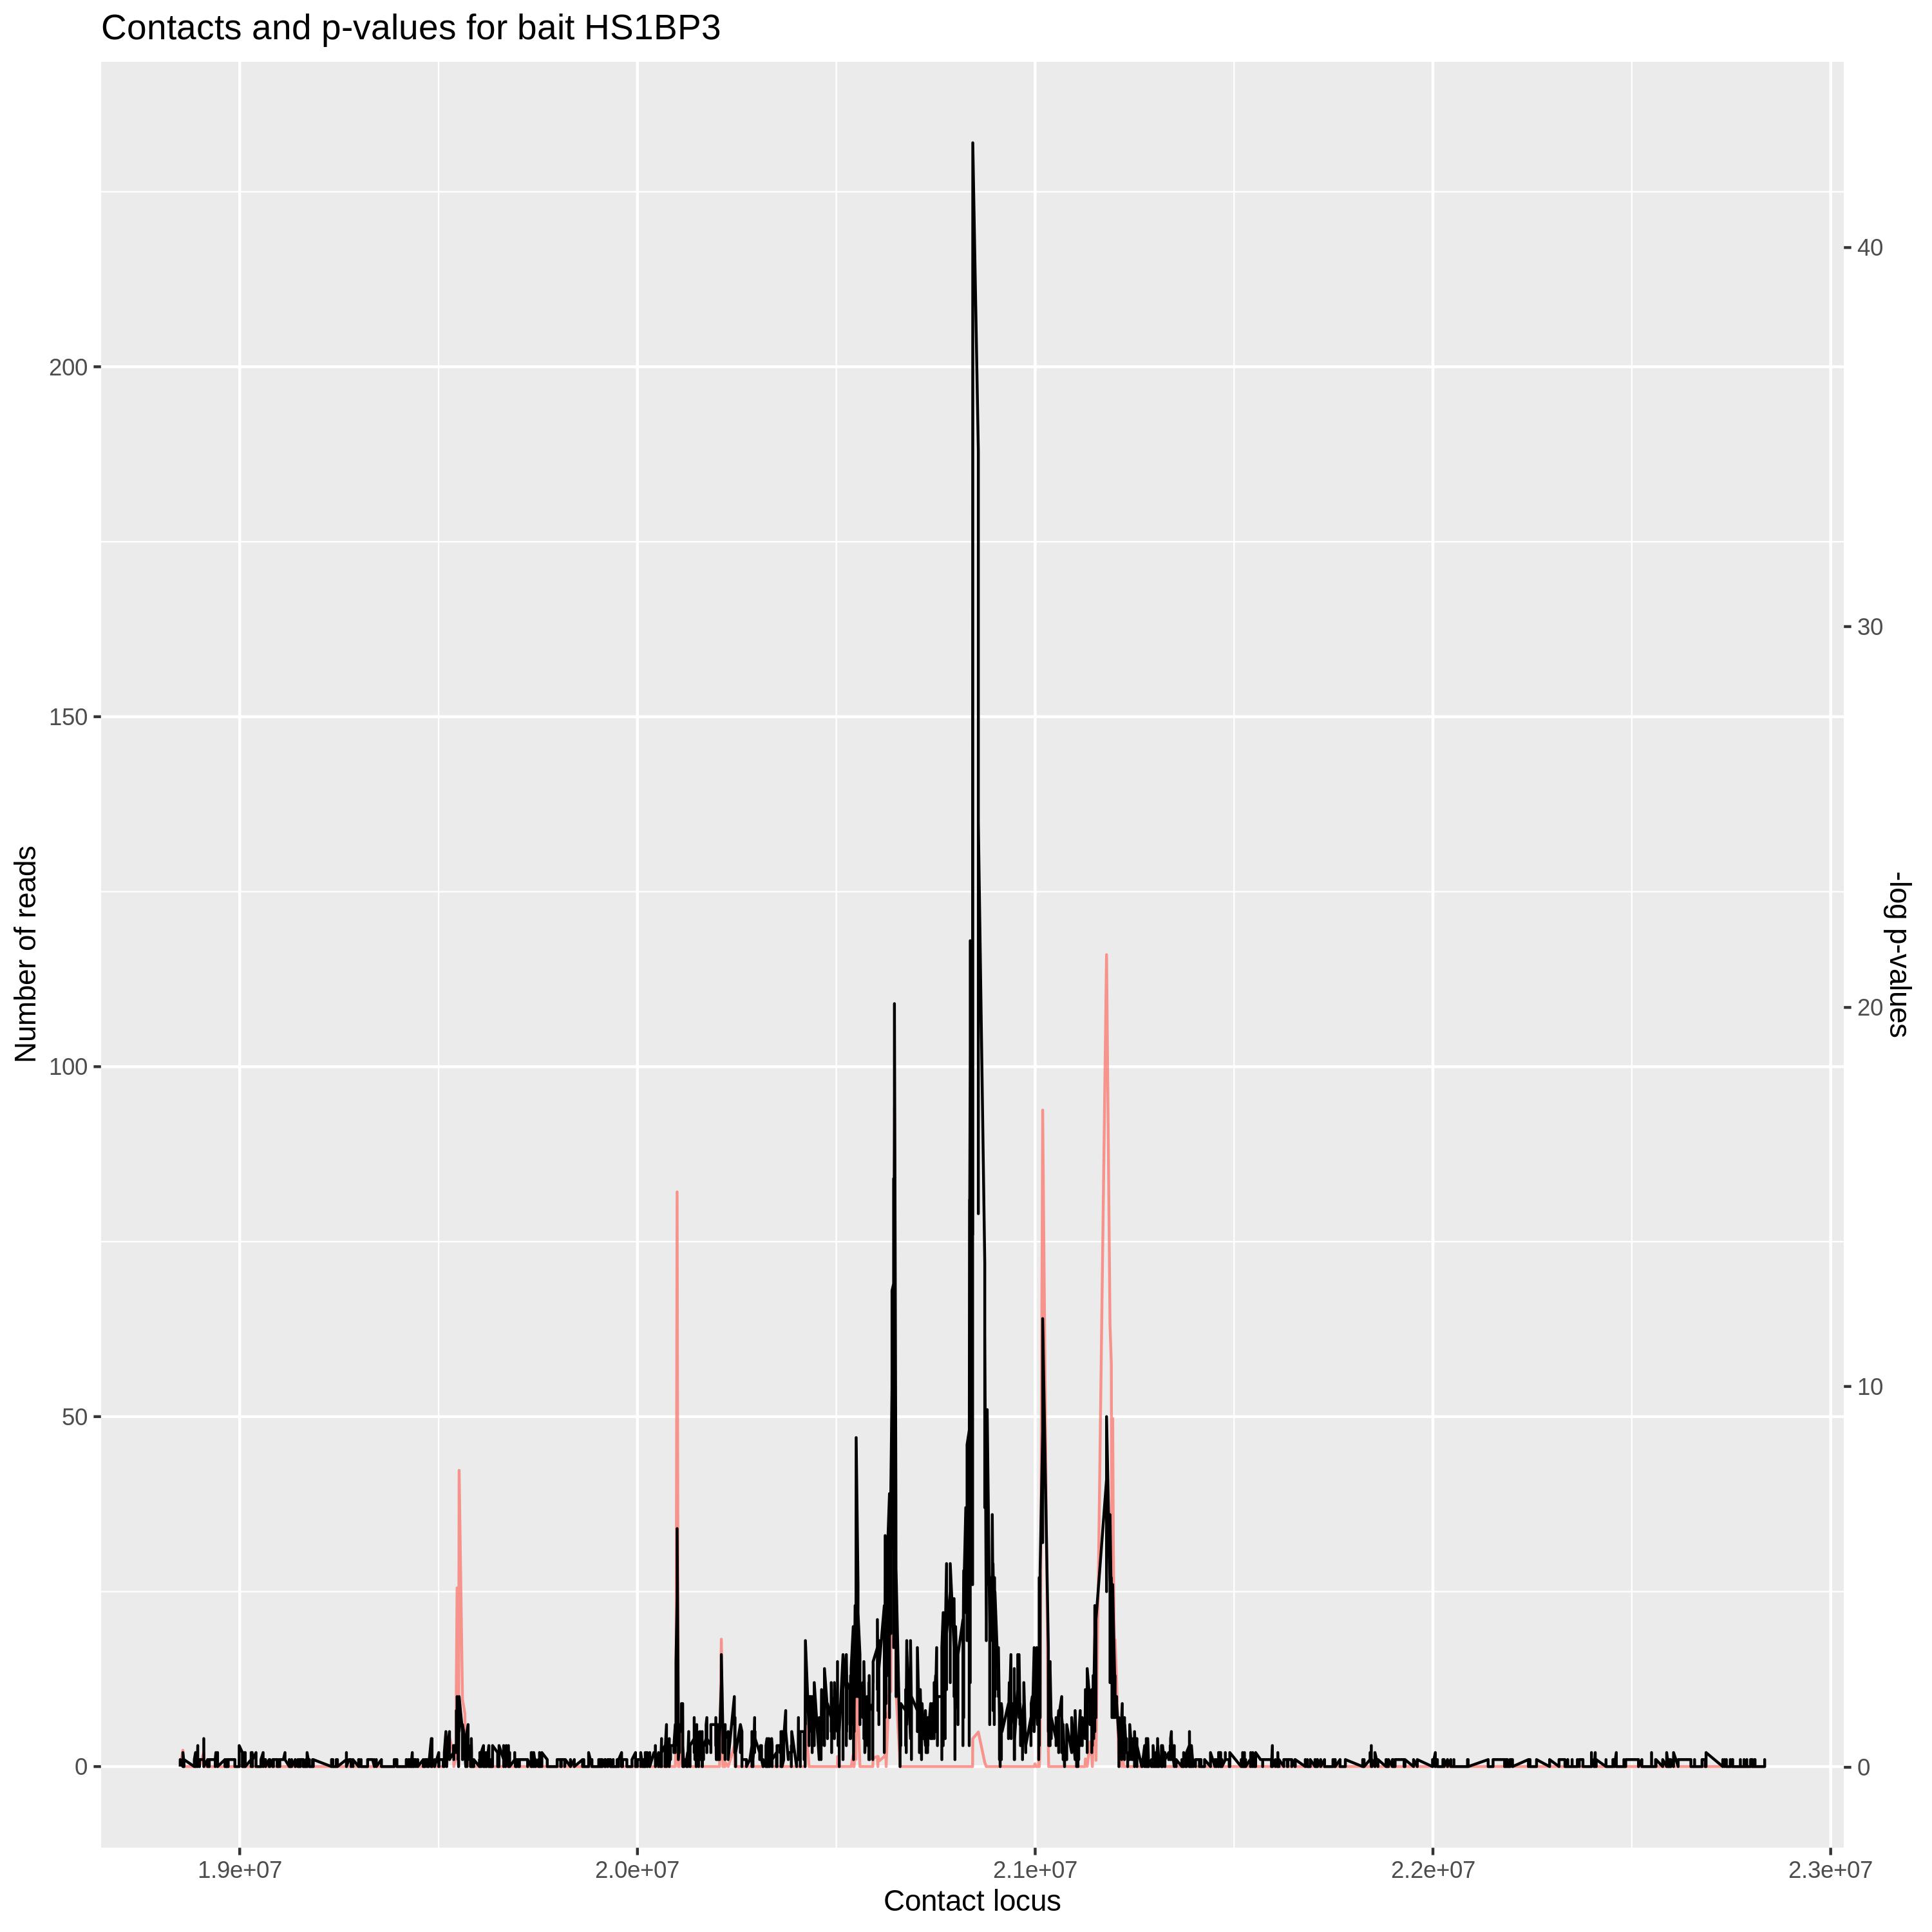 Contacts and p-values for bait HS1BP3
Number of reads
200
150
100
50
0
40
30
20
10
0
-log p-values
1.9e+07 2.0e+07 2.1e+07 2.2e+07 2.3e+07
Contact locus